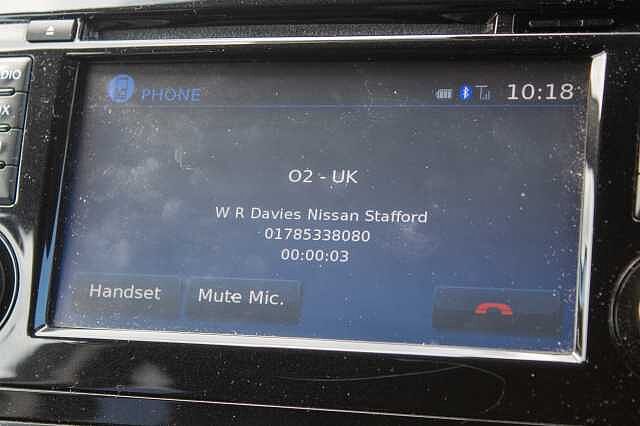 PHONE 10:18
O2 - UK
W R Davies Nissan Stafford
01785338080
00:00:03
Handset Mute Mic.